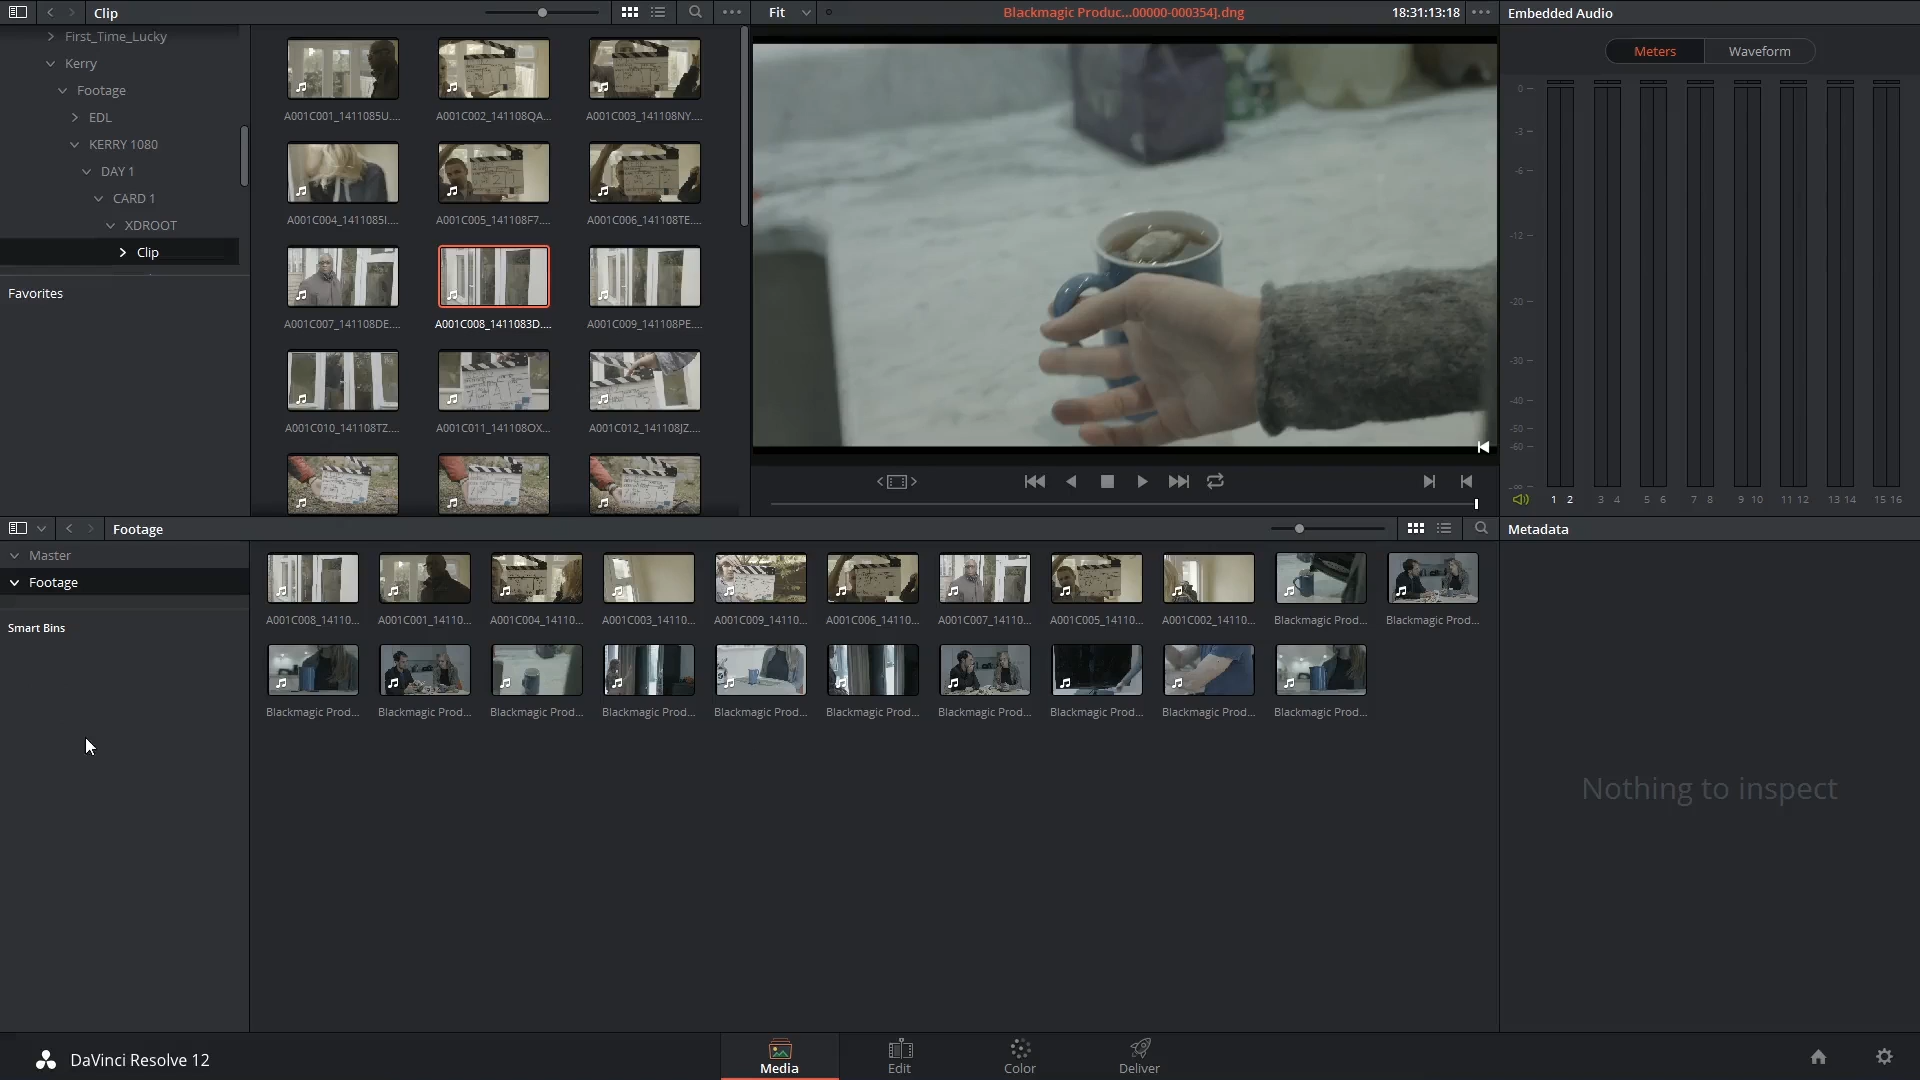 Clip
Fit
Blackmagic Produc...00000-000354].dng
18:31:13:18
Embedded Audio
First_Time_Lucky
Kerry
Footage
EDL
KERRY 1080
DAY 1
CARD 1
XDROOT
Clip
Favorites
A001C001_1411085U....
A001C002_141108QA...
A001C003_141108NY....
A001C004_1411085I....
A001C005_141108F7....
A001C006_141108TE....
A001C007_141108DE....
A001C008_1411083D....
A001C009_141108PE....
A001C010_141108TZ....
A001C011_141108OX...
A001C012_141108JZ....
Meters
Waveform
0
-3
-6
-12
-20
-30
-40
-50
-60
-∞
1 2
3 4
5 6
7 8
9 10
11 12
13 14
15 16
Footage
Metadata
Master
Footage
Smart Bins
A001C008_14110...
A001C001_14110...
A001C004_14110...
A001C003_14110...
A001C009_14110...
A001C006_14110...
A001C007_14110...
A001C005_14110...
A001C002_14110...
Blackmagic Prod...
Blackmagic Prod...
Blackmagic Prod...
Blackmagic Prod...
Blackmagic Prod...
Blackmagic Prod...
Blackmagic Prod...
Blackmagic Prod...
Blackmagic Prod...
Blackmagic Prod...
Blackmagic Prod...
Blackmagic Prod...
Nothing to inspect
DaVinci Resolve 12
Media
Edit
Color
Deliver